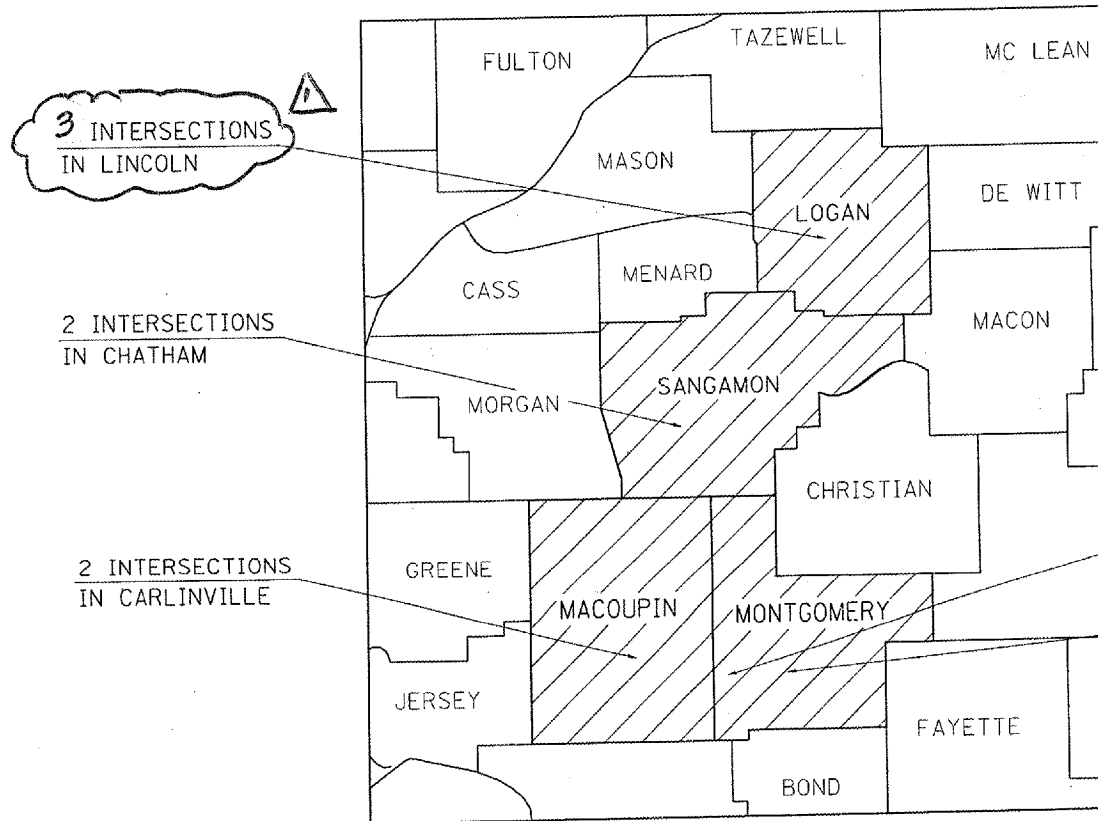 FULTON
TAZEWELL
MC LEAN
1
3 INTERSECTIONS
IN LINCOLN
MASON
LOGAN
DE WITT
CASS
MENARD
2 INTERSECTIONS
IN CHATHAM
MACON
SANGAMON
MORGAN
CHRISTIAN
2 INTERSECTIONS
IN CARLINVILLE
GREENE
MACOUPIN
MONTGOMERY
JERSEY
FAYETTE
BOND